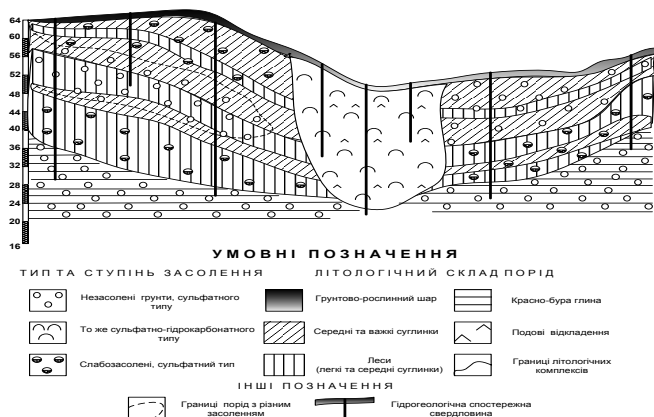 64
60
56
52
48
44
40
36
32
28
24
20
16
УМОВНІ ПОЗНАЧЕННЯ
ТИП ТА СТУПІНЬ ЗАСОЛЕННЯ
ЛІТОЛОГІЧНИЙ СКЛАД ПОРІД
Незасолені грунти, сульфатного
типу
Грунтово-рослинний шар
Красно-бура глина
То же сульфатно-гідрокарбонатного
типу
Середні та важкі суглинки
Подові відкладення
Слабозасолені, сульфатний тип
Леси
(легкі та середні суглинки)
Границі літологічних
комплексів
ІНШІ ПОЗНАЧЕННЯ
Границі порід з різним
засоленням
Гідрогеологічна спостережна
свердловина